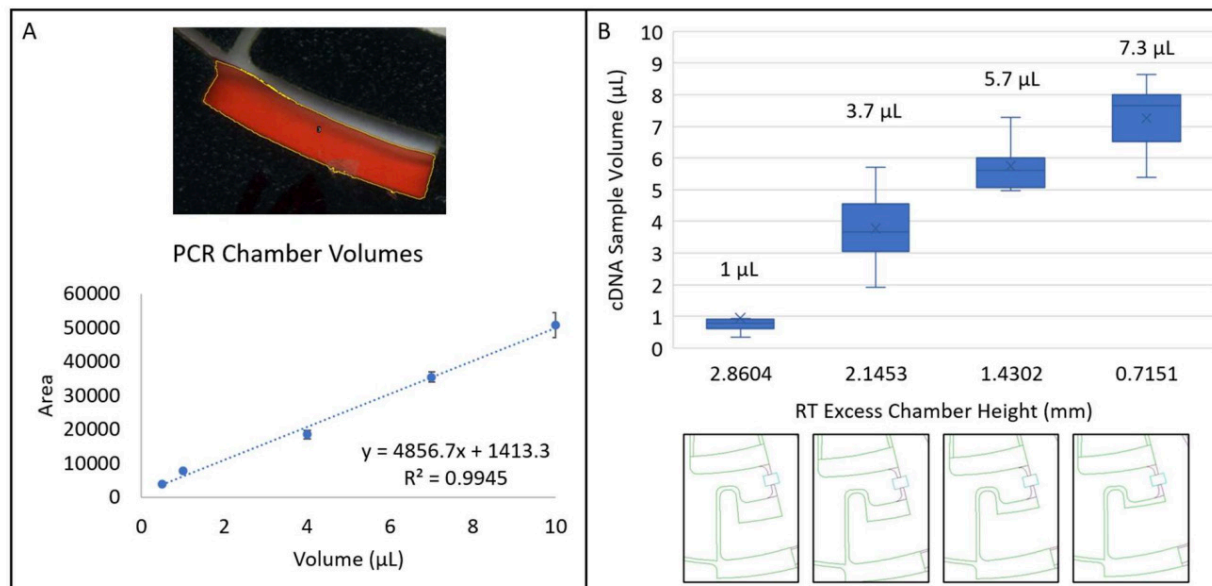 A
PCR Chamber Volumes
60000
50000
40000
30000
20000
10000
0
Area
0 2 4 6 8 10
Volume (µL)
y = 4856.7x + 1413.3
R² = 0.9945
B
10
9
8
7
6
5
4
3
2
1
0
cDNA Sample Volume (µL)
1 µL
3.7 µL
5.7 µL
7.3 µL
2.8604 2.1453 1.4302 0.7151
RT Excess Chamber Height (mm)